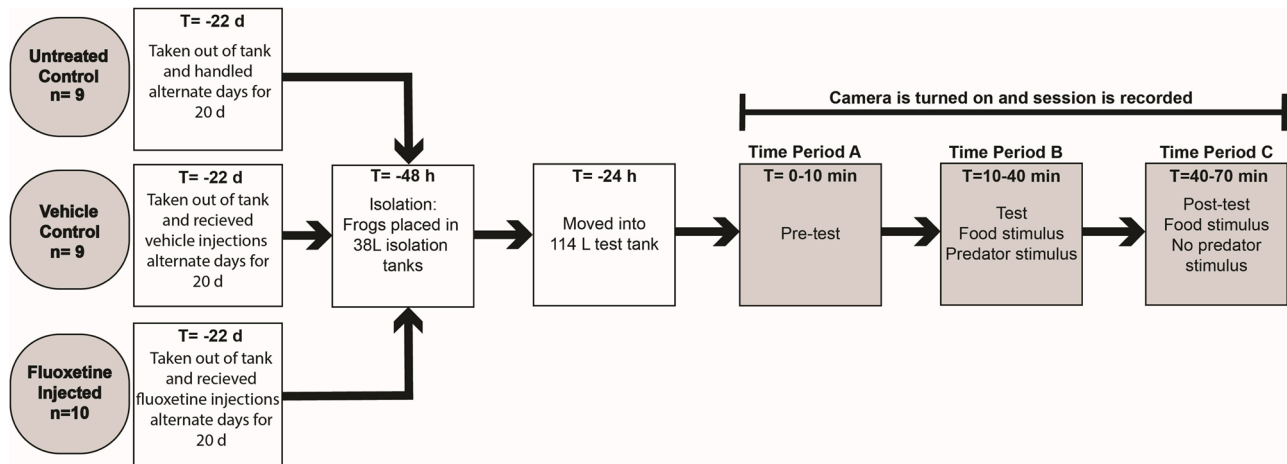 Untreated
Control
n= 9
T= -22 d
Taken out of tank
and handled
alternate days for
20 d
Vehicle
Control
n= 9
T= -22 d
Taken out of tank
and recieved
vehicle injections
alternate days for
20 d
Fluoxetine
Injected
n=10
T= -22 d
Taken out of tank
and recieved
fluoxetine injections
alternate days for
20 d
T= -48 h
Isolation:
Frogs placed in
38L isolation
tanks
T= -24 h
Moved into
114 L test tank
Camera is turned on and session is recorded
Time Period A
T= 0-10 min
Pre-test
Time Period B
T=10-40 min
Test
Food stimulus
Predator stimulus
Time Period C
T=40-70 min
Post-test
Food stimulus
No predator
stimulus